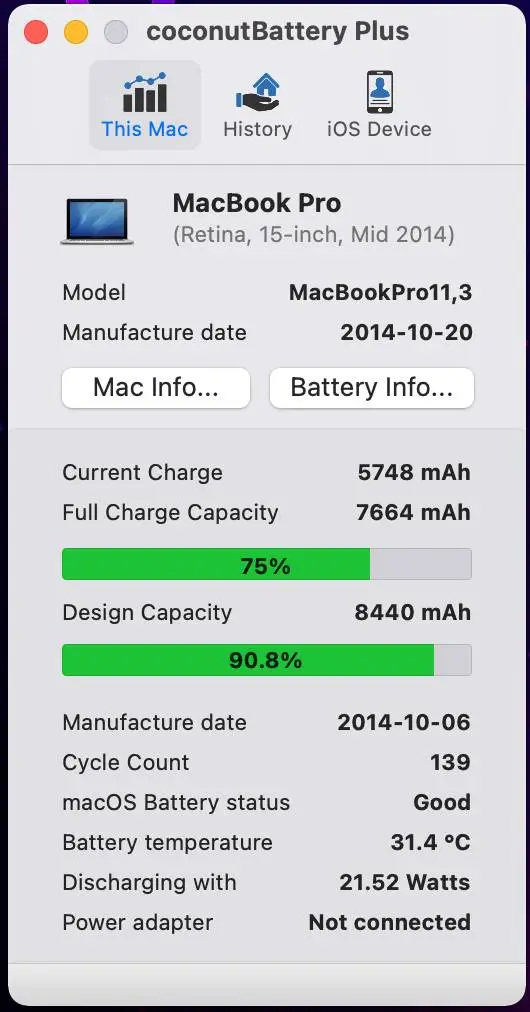 coconutBattery Plus
This Mac History iOS Device
MacBook Pro
(Retina, 15-inch, Mid 2014)
Model MacBookPro11,3
Manufacture date 2014-10-20
Mac Info... Battery Info...
Current Charge 5748 mAh
Full Charge Capacity 7664 mAh
75%
Design Capacity 8440 mAh
90.8%
Manufacture date 2014-10-06
Cycle Count 139
macOS Battery status Good
Battery temperature 31.4 °C
Discharging with 21.52 Watts
Power adapter Not connected